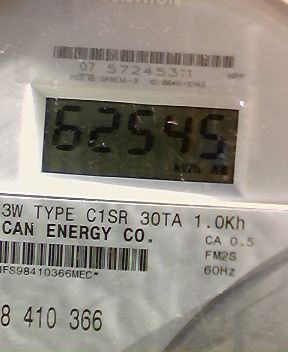 07 57245311
62545
3W TYPE C1SR 30TA 1.0Kh
CAN ENERGY CO.
CA 0.5
FM2S
60Hz
8 410 366